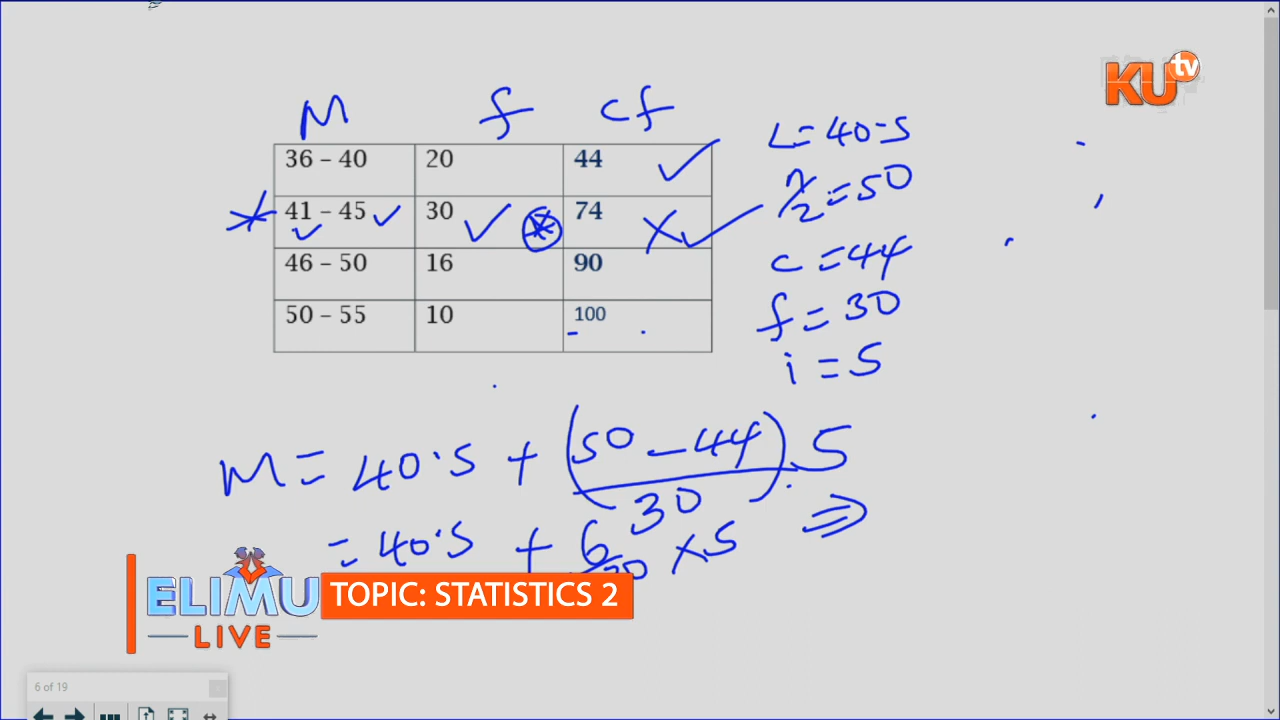 KU tv
M f cf
36 – 40 20 44
41 – 45 30 74
46 – 50 16 90
50 – 55 10 100
L = 40.5
n/2 = 50
c = 44
f = 30
i = 5
M = 40.5 + (50 – 44 / 30) . 5
= 40.5 + 6/30 × 5 ⇒
ELIMU
LIVE
TOPIC: STATISTICS 2
6 of 19